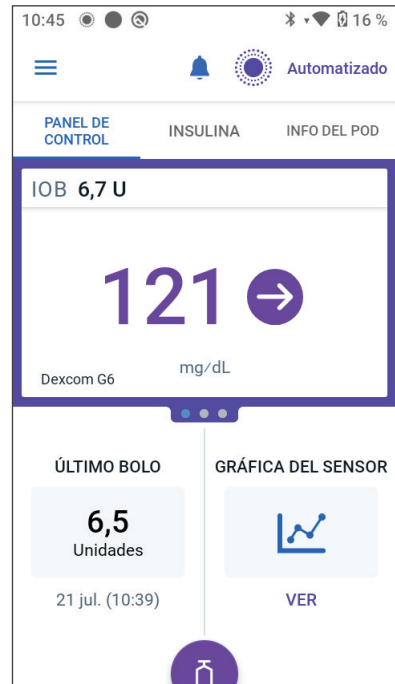 10:45 16 %
Automatizado
PANEL DE
CONTROL
INSULINA
INFO DEL POD
IOB 6,7 U
121
mg/dL
Dexcom G6
ÚLTIMO BOLO
6,5
Unidades
21 jul. (10:39)
GRÁFICA DEL SENSOR
VER